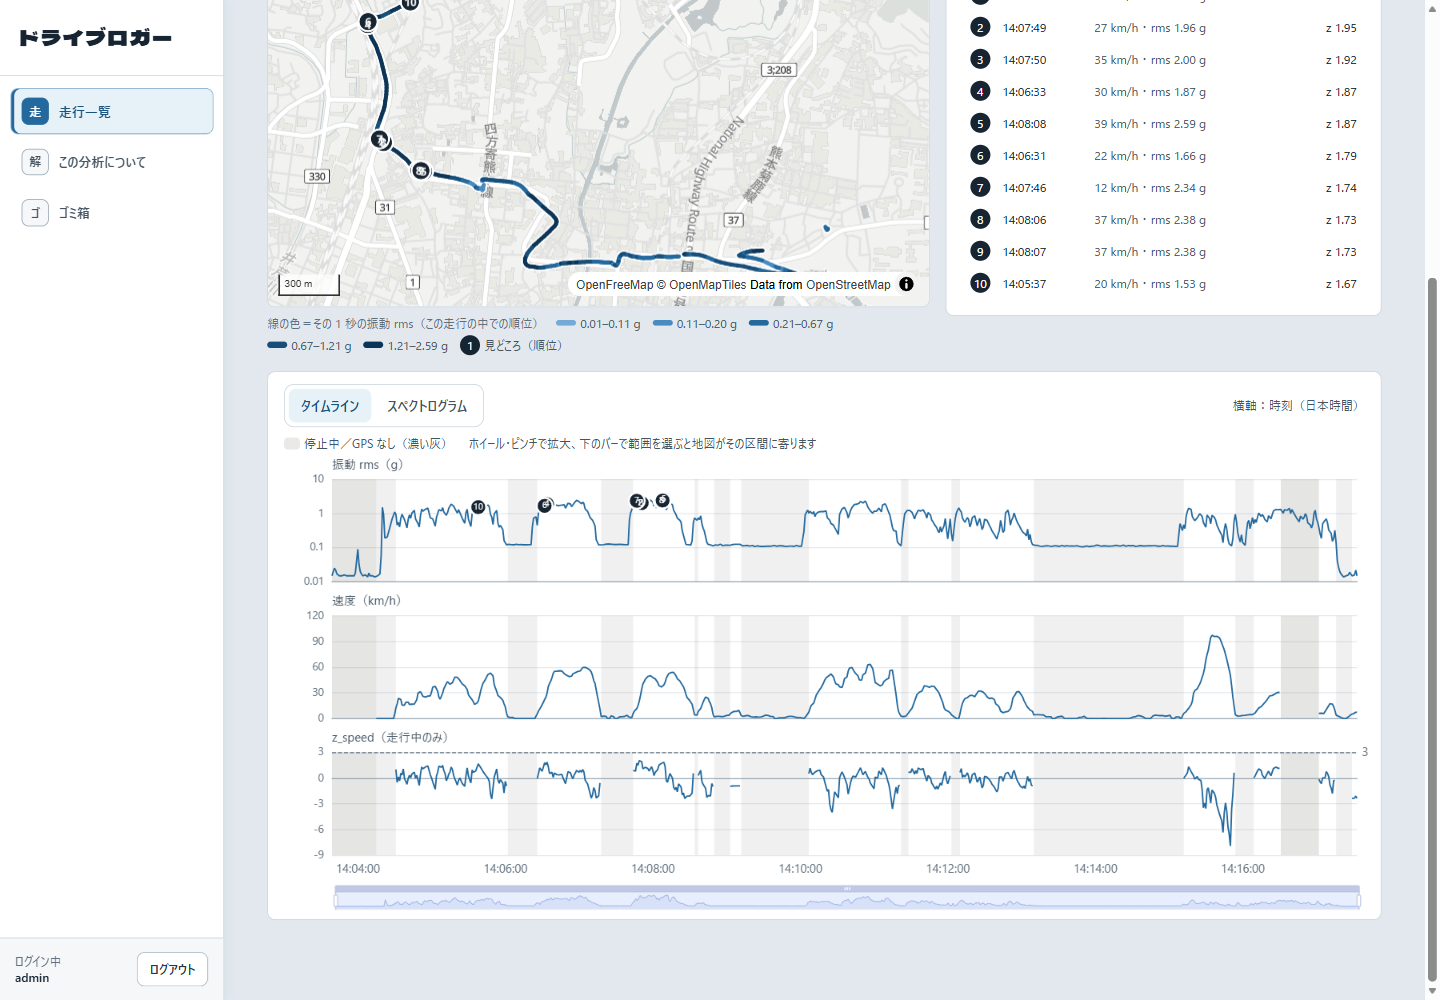 ドライブロガー
走 走行一覧
解 この分析について
ゴ ゴミ箱
ログイン中
admin
ログアウト
10
6
7
330
31
1
四方寄熊
線
3;208
National Highway Route
国
37
300 m
OpenFreeMap © OpenMapTiles Data from OpenStreetMap
2 14:07:49 27 km/h・rms 1.96 g z 1.95
3 14:07:50 35 km/h・rms 2.00 g z 1.92
4 14:06:33 30 km/h・rms 1.87 g z 1.87
5 14:08:08 39 km/h・rms 2.59 g z 1.87
6 14:06:31 22 km/h・rms 1.66 g z 1.79
7 14:07:46 12 km/h・rms 2.34 g z 1.74
8 14:08:06 37 km/h・rms 2.38 g z 1.73
9 14:08:07 37 km/h・rms 2.38 g z 1.73
10 14:05:37 20 km/h・rms 1.53 g z 1.67
線の色＝その 1 秒の振動 rms（この走行の中での順位） 0.01–0.11 g 0.11–0.20 g 0.21–0.67 g
0.67–1.21 g 1.21–2.59 g 1 見どころ（順位）
タイムライン スペクトログラム 横軸：時刻（日本時間）
停止中／GPS なし（濃い灰） ホイール・ピンチで拡大、下のバーで範囲を選ぶと地図がその区間に寄ります
振動 rms（g）
10
1
0.1
0.01
10
6
7
速度（km/h）
120
90
60
30
0
z_speed（走行中のみ）
3 3
0
-3
-6
-9
14:04:00 14:06:00 14:08:00 14:10:00 14:12:00 14:14:00 14:16:00